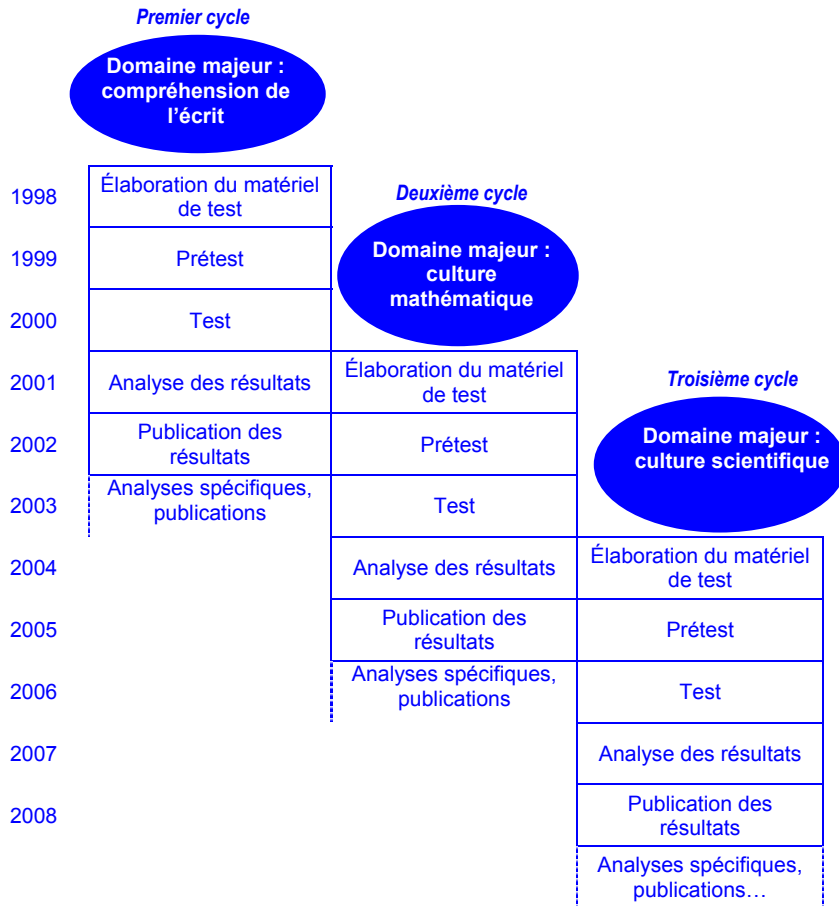 Premier cycle
Domaine majeur :
compréhension de
l'écrit
1998
Élaboration du matériel
de test
Deuxième cycle
Domaine majeur :
culture
mathématique
1999
Prétest
2000
Test
2001
Analyse des résultats
Élaboration du matériel
de test
Troisième cycle
Domaine majeur :
culture scientifique
2002
Publication des
résultats
Prétest
2003
Analyses spécifiques,
publications
Test
2004
Analyse des résultats
Élaboration du matériel
de test
2005
Publication des
résultats
Prétest
2006
Analyses spécifiques,
publications
Test
2007
Analyse des résultats
2008
Publication des
résultats
Analyses spécifiques,
publications…